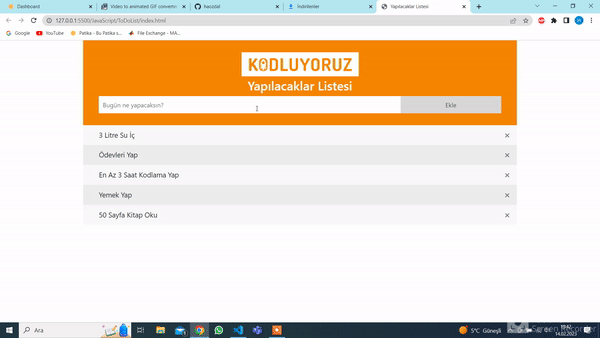 Dashboard
Video to animated GIF converter
hacozdal
İndirilenler
Yapılacaklar Listesi
127.0.0.1:5500/JavaScript/ToDoList/index.html
Google
YouTube
Patika - Bu Patika s...
File Exchange - MA...
KODLUYORUZ
Yapılacaklar Listesi
Bugün ne yapacaksın?
Ekle
3 Litre Su İç
×
Ödevleri Yap
×
En Az 3 Saat Kodlama Yap
×
Yemek Yap
×
50 Sayfa Kitap Oku
×
Ara
5°C Güneşli
14.02.2023